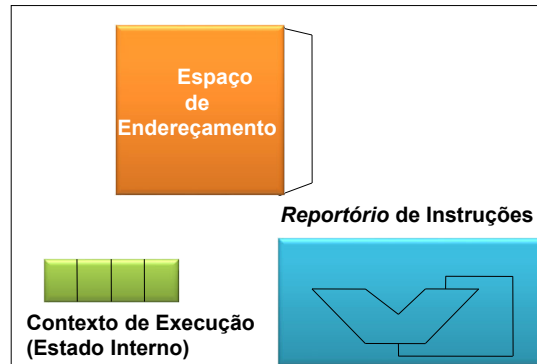 Espaço
de
Endereçamento
Reportório de Instruções
Contexto de Execução
(Estado Interno)